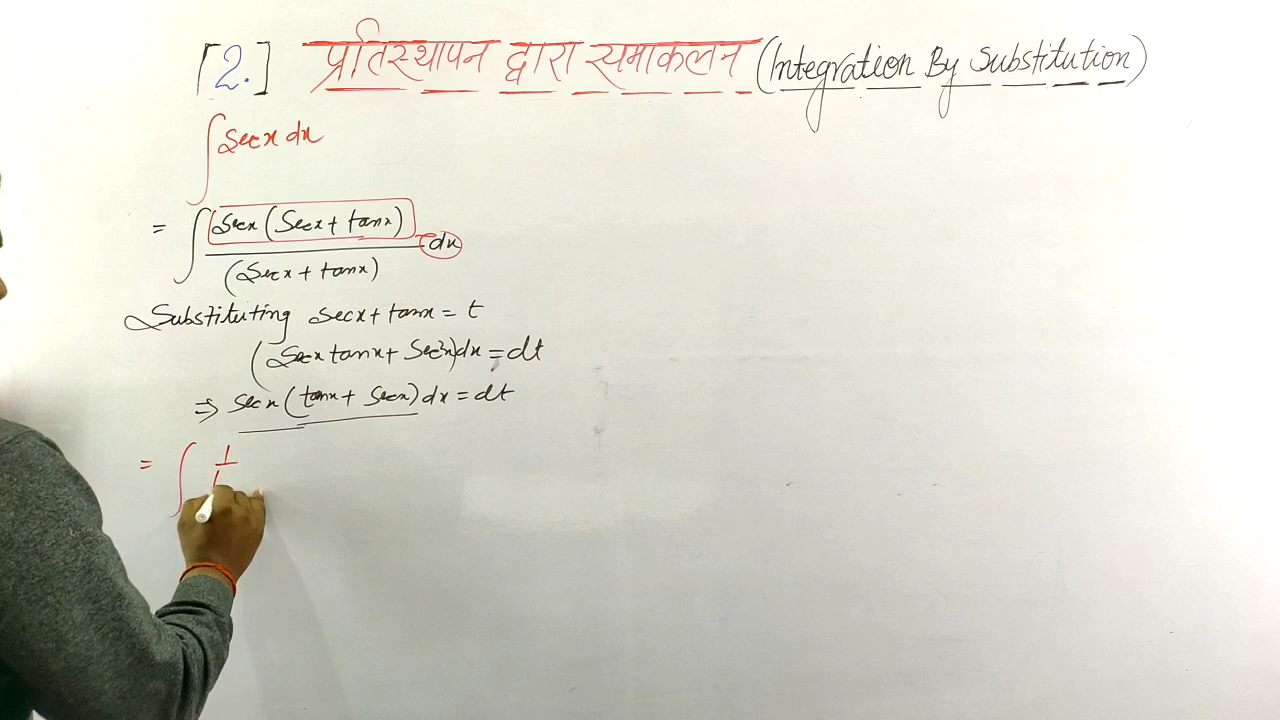 [2.] प्रतिस्थापन द्वारा समाकलन (Integration By Substitution)
∫ Secx dx
= ∫ Secx (Secx + tanx) / (Secx + tanx) dx
Substituting Secx + tanx = t
(Secx tanx + Sec²x)dx = dt
⇒ Secx (tanx + Secx) dx = dt
= ∫ 1